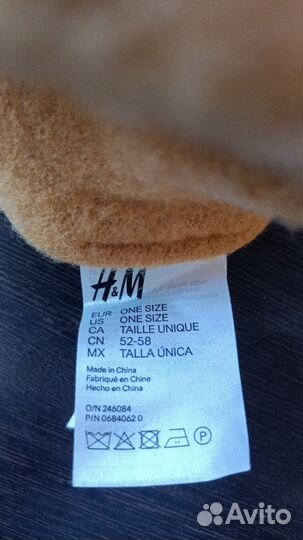 H&M
EUR ONE SIZE
US ONE SIZE
CA TAILLE UNIQUE
CN 52-58
MX TALLA ÚNICA
Made in China
Fabriqué en Chine
Hecho en China
O/N 246084
P/N 0684062 0
P
Avito